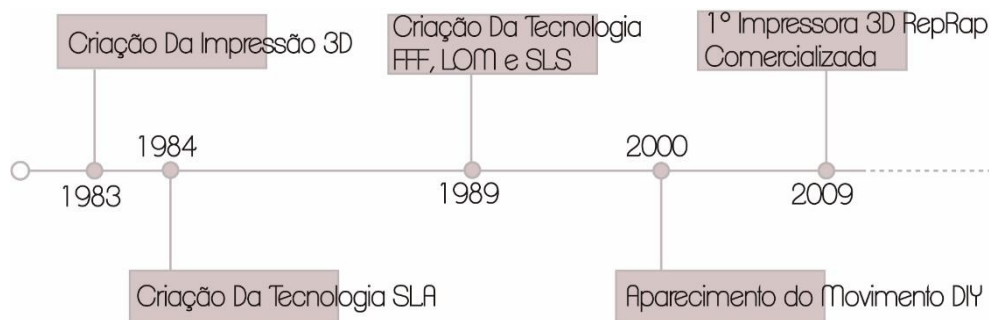 Criação Da Impressão 3D
Criação Da Tecnologia
FFF, LOM e SLS
1º Impressora 3D RepRap
Comercializada
1984
2000
1983
1989
2009
Criação Da Tecnologia SLA
Aparecimento do Movimento DIY